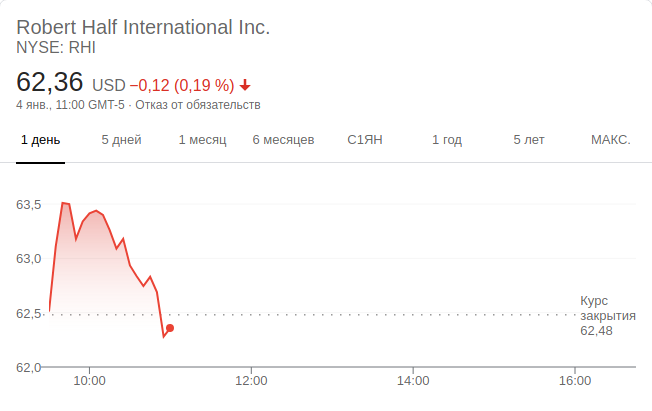 Robert Half International Inc.
NYSE: RHI
62,36 USD −0,12 (0,19 %)
4 янв., 11:00 GMT-5 · Отказ от обязательств
1 день 5 дней 1 месяц 6 месяцев С1ЯН 1 год 5 лет МАКС.
63,5
63,0
62,5
Курс
закрытия
62,48
62,0
10:00 12:00 14:00 16:00